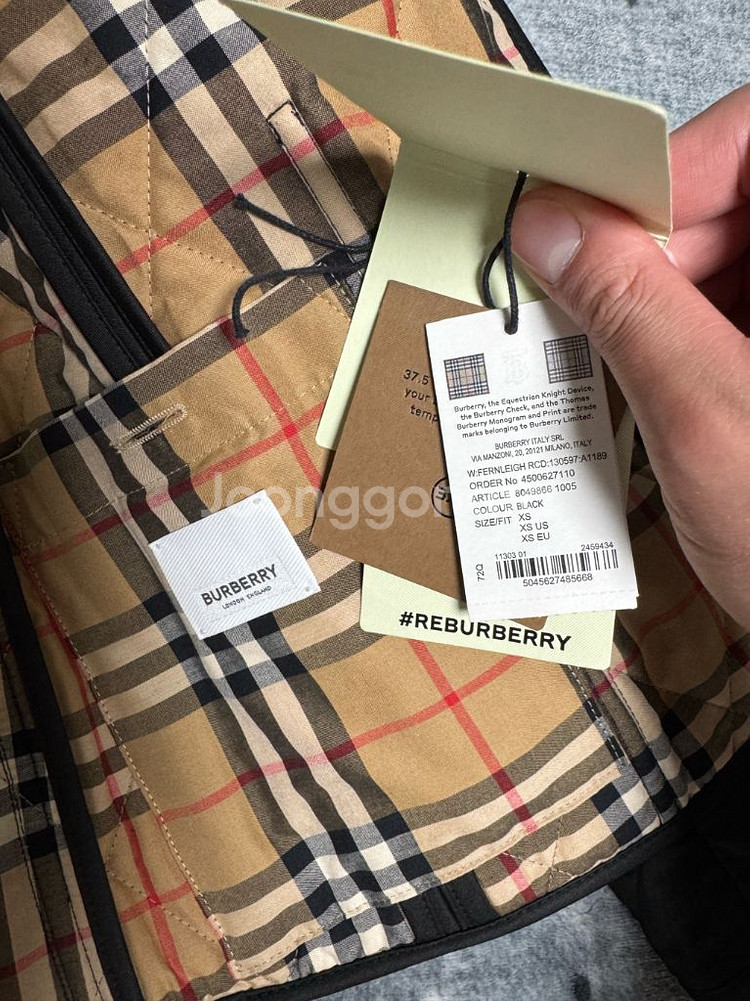 37.5
your
temp
Burberry, the Equestrian Knight Device,
the Burberry Check, and the Thomas
Burberry Monogram and Print are trade
marks belonging to Burberry Limited.
BURBERRY ITALY SRL
VIA MANZONI, 20, 20121 MILANO, ITALY
W:FERNLEIGH RCD:130597:A1189
ORDER No 4500627110
ARTICLE 8049866 1005
COLOUR BLACK
SIZE/FIT XS
XS US
XS EU
11303 01 2459434
72Q
5045627485668
Joonggon
BURBERRY
LONDON ENGLAND
#REBURBERRY